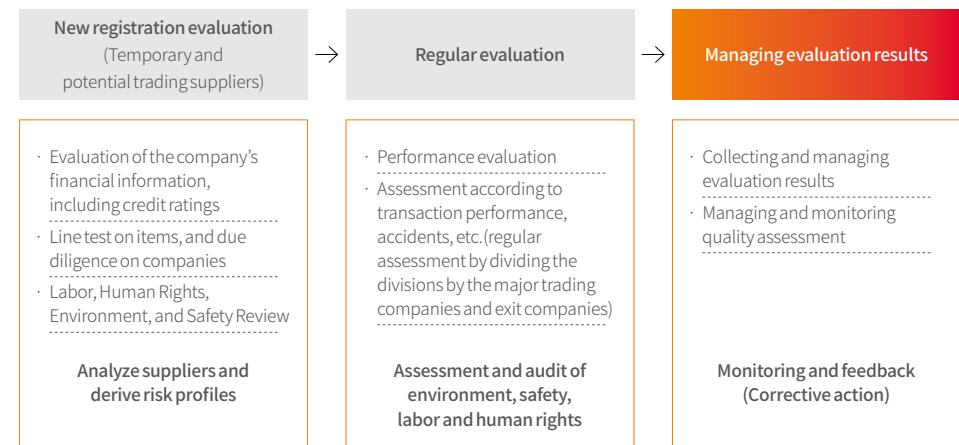 New registration evaluation
(Temporary and
potential trading suppliers)
Regular evaluation
Managing evaluation results
· Evaluation of the company's
financial information,
including credit ratings
· Line test on items, and due
diligence on companies
· Labor, Human Rights,
Environment, and Safety Review
Analyze suppliers and
derive risk profiles
· Performance evaluation
· Assessment according to
transaction performance,
accidents, etc.(regular
assessment by dividing the
divisions by the major trading
companies and exit companies)
Assessment and audit of
environment, safety,
labor and human rights
· Collecting and managing
evaluation results
· Managing and monitoring
quality assessment
Monitoring and feedback
(Corrective action)